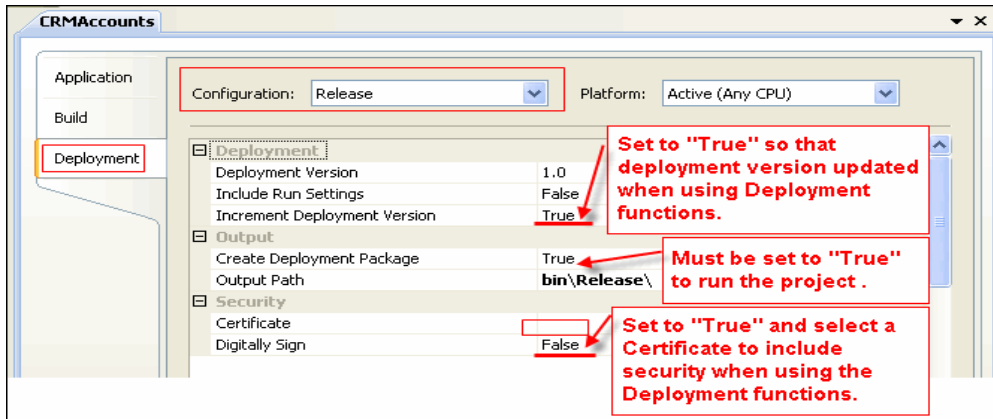 CRMAccounts
Application
Build
Deployment
Configuration: Release
Platform: Active (Any CPU)
Deployment
Deployment Version 1.0
Include Run Settings False
Increment Deployment Version True
Output
Create Deployment Package True
Output Path bin\Release\
Security
Certificate
Digitally Sign False
Set to "True" so that
deployment version updated
when using Deployment
functions.
Must be set to "True"
to run the project .
Set to "True" and select a
Certificate to include
security when using the
Deployment functions.